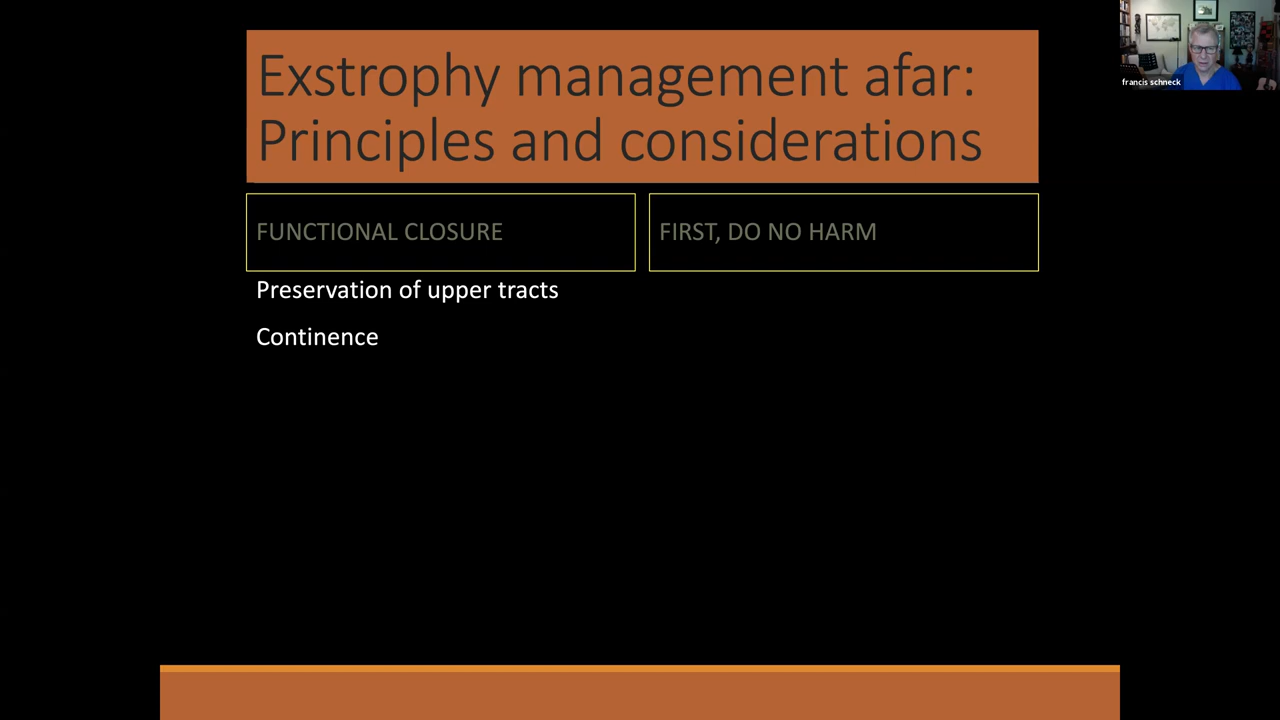 Exstrophy management afar:
Principles and considerations
FUNCTIONAL CLOSURE
FIRST, DO NO HARM
Preservation of upper tracts
Continence
francis schneck